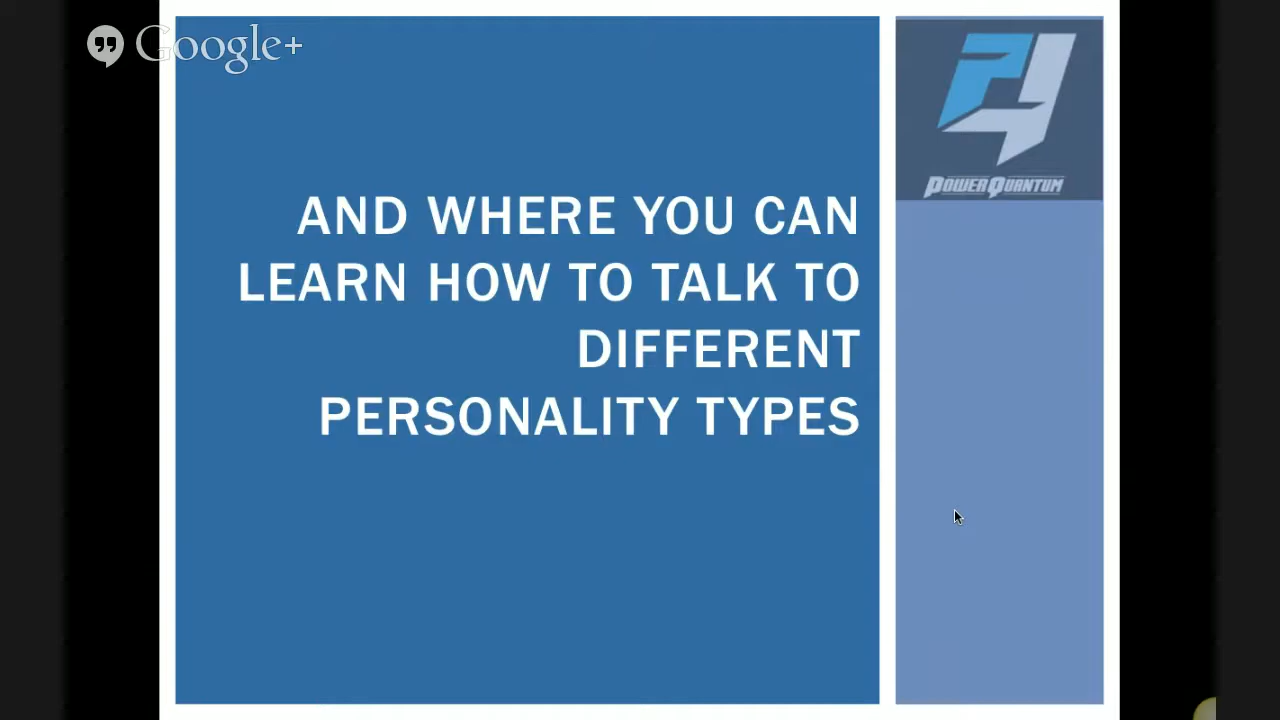 Google+
AND WHERE YOU CAN
LEARN HOW TO TALK TO
DIFFERENT
PERSONALITY TYPES
POWERQUANTUM